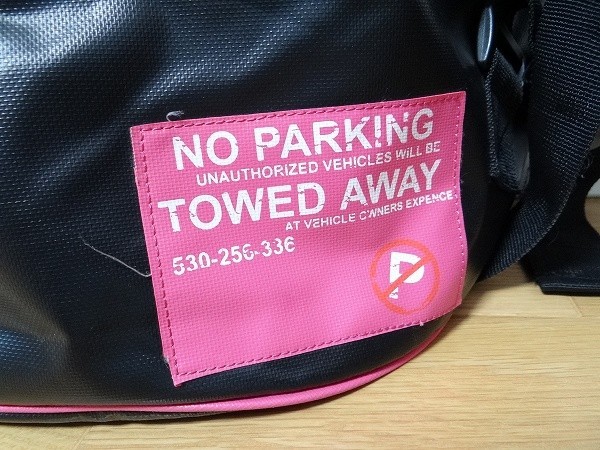 NO PARKING
UNAUTHORIZED VEHICLES WiLL BE
TOWED AWAY
AT VEHICLE OWNERS EXPENCE
530-256-336
P